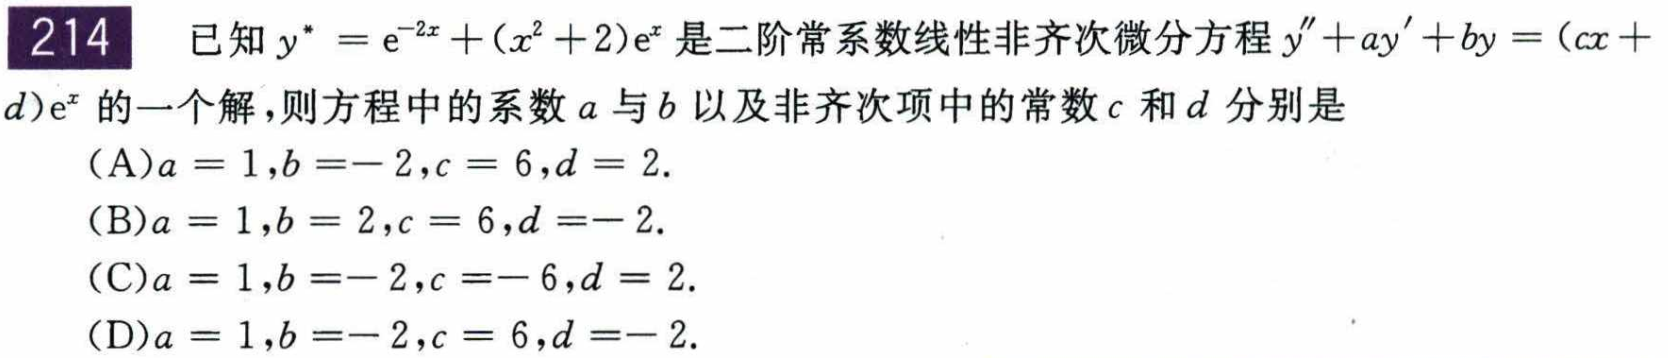 214 已知 y* = e^{-2x} + (x² + 2)e^x 是二阶常系数线性非齐次微分方程 y″ + ay′ + by = (cx +
d)e^x 的一个解,则方程中的系数 a 与 b 以及非齐次项中的常数 c 和 d 分别是
(A)a = 1,b =− 2,c = 6,d = 2.
(B)a = 1,b = 2,c = 6,d =− 2.
(C)a = 1,b =− 2,c =− 6,d = 2.
(D)a = 1,b =− 2,c = 6,d =− 2.